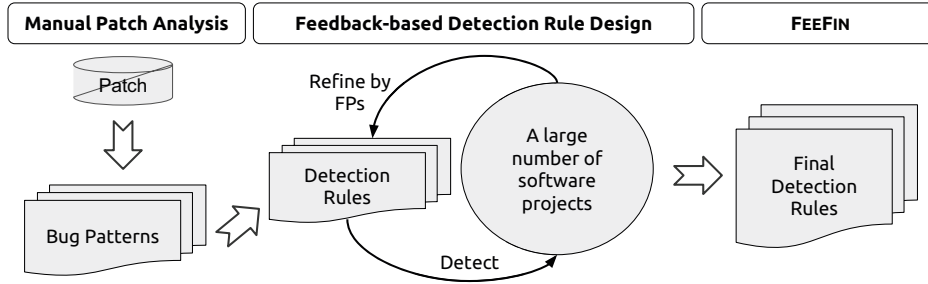 Manual Patch Analysis
Feedback-based Detection Rule Design
FEEFIN
Patch
Bug Patterns
Refine by
FPs
Detection
Rules
A large
number of
software
projects
Detect
Final
Detection
Rules